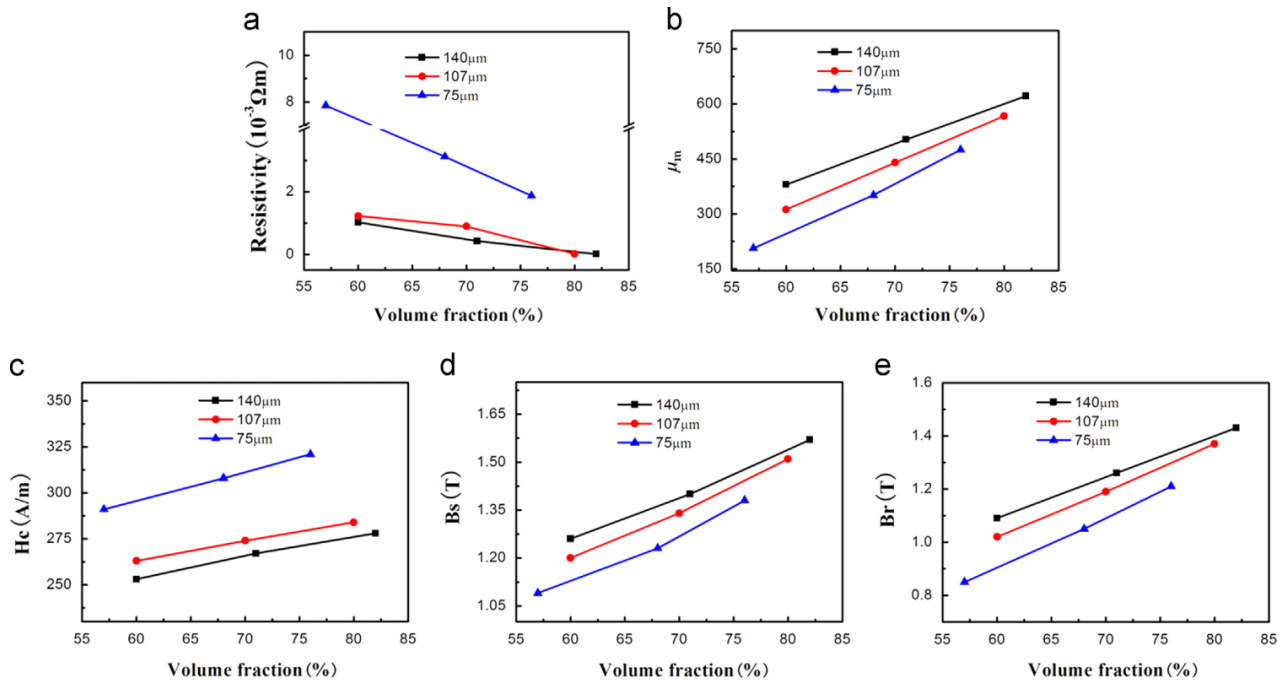 a
10
8
2
0
Resistivity (10⁻³Ωm)
140μm
107μm
75μm
55 60 65 70 75 80 85
Volume fraction (%)
b
750
600
450
300
150
μm
140μm
107μm
75μm
55 60 65 70 75 80 85
Volume fraction (%)
c
350
325
300
275
250
Hc (A/m)
140μm
107μm
75μm
55 60 65 70 75 80 85
Volume fraction (%)
d
1.65
1.50
1.35
1.20
1.05
Bs (T)
140μm
107μm
75μm
55 60 65 70 75 80 85
Volume fraction (%)
e
1.6
1.4
1.2
1.0
0.8
Br (T)
140μm
107μm
75μm
55 60 65 70 75 80 85
Volume fraction (%)